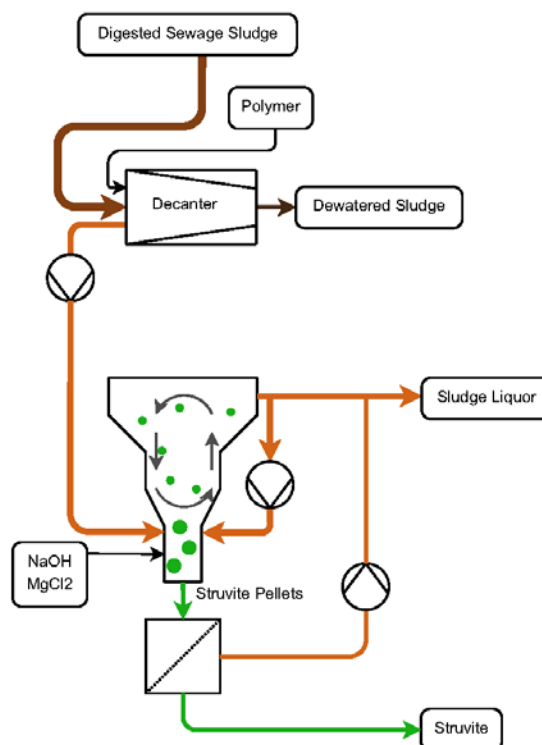 Digested Sewage Sludge
Polymer
Decanter
Dewatered Sludge
Sludge Liquor
NaOH
MgCl2
Struvite Pellets
Struvite